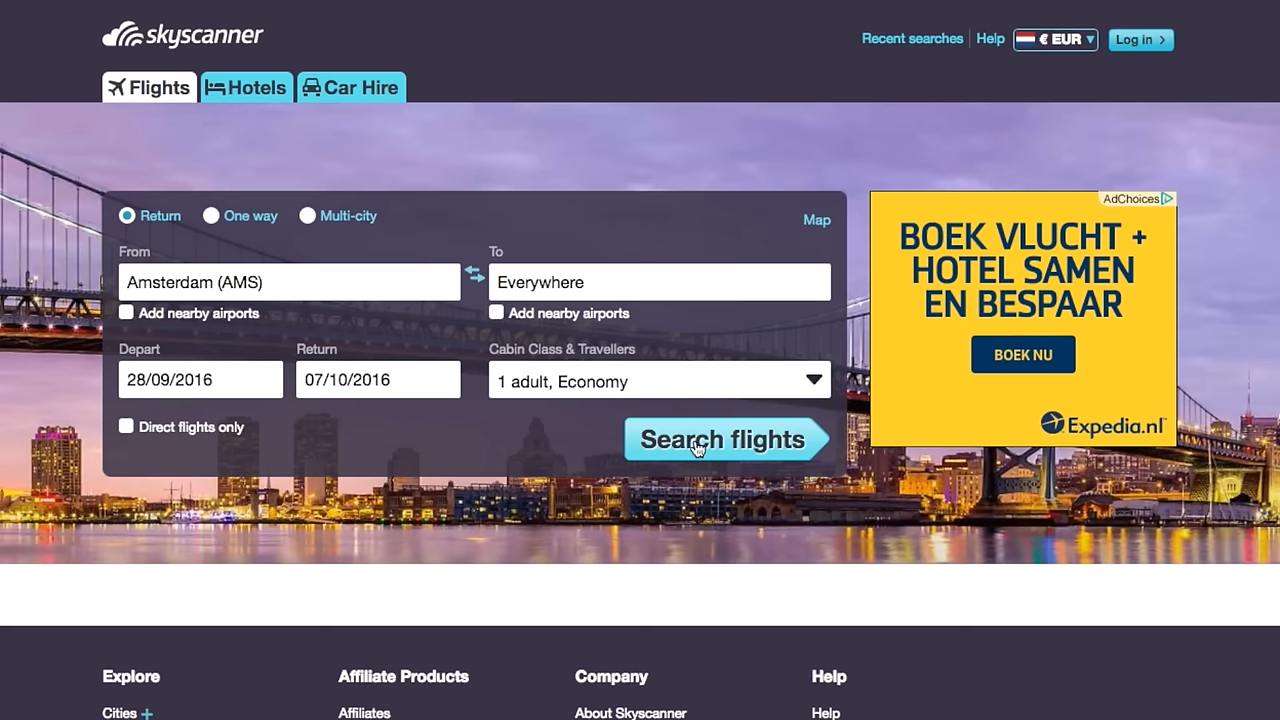 skyscanner
Recent searches
Help
€ EUR
Log in
Flights
Hotels
Car Hire
Return
One way
Multi-city
Map
From
To
Amsterdam (AMS)
Everywhere
Add nearby airports
Add nearby airports
Depart
Return
Cabin Class & Travellers
28/09/2016
07/10/2016
1 adult, Economy
Direct flights only
Search flights
AdChoices
BOEK VLUCHT +
HOTEL SAMEN
EN BESPAAR
BOEK NU
Expedia.nl
Explore
Affiliate Products
Company
Help
Cities +
Affiliates
About Skyscanner
Help